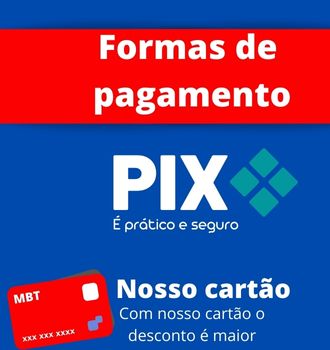 Formas de
pagamento
PIX
É prático e seguro
Nosso cartão
MBT
Com nosso cartão o
xxx xxx xxxx
desconto é maior